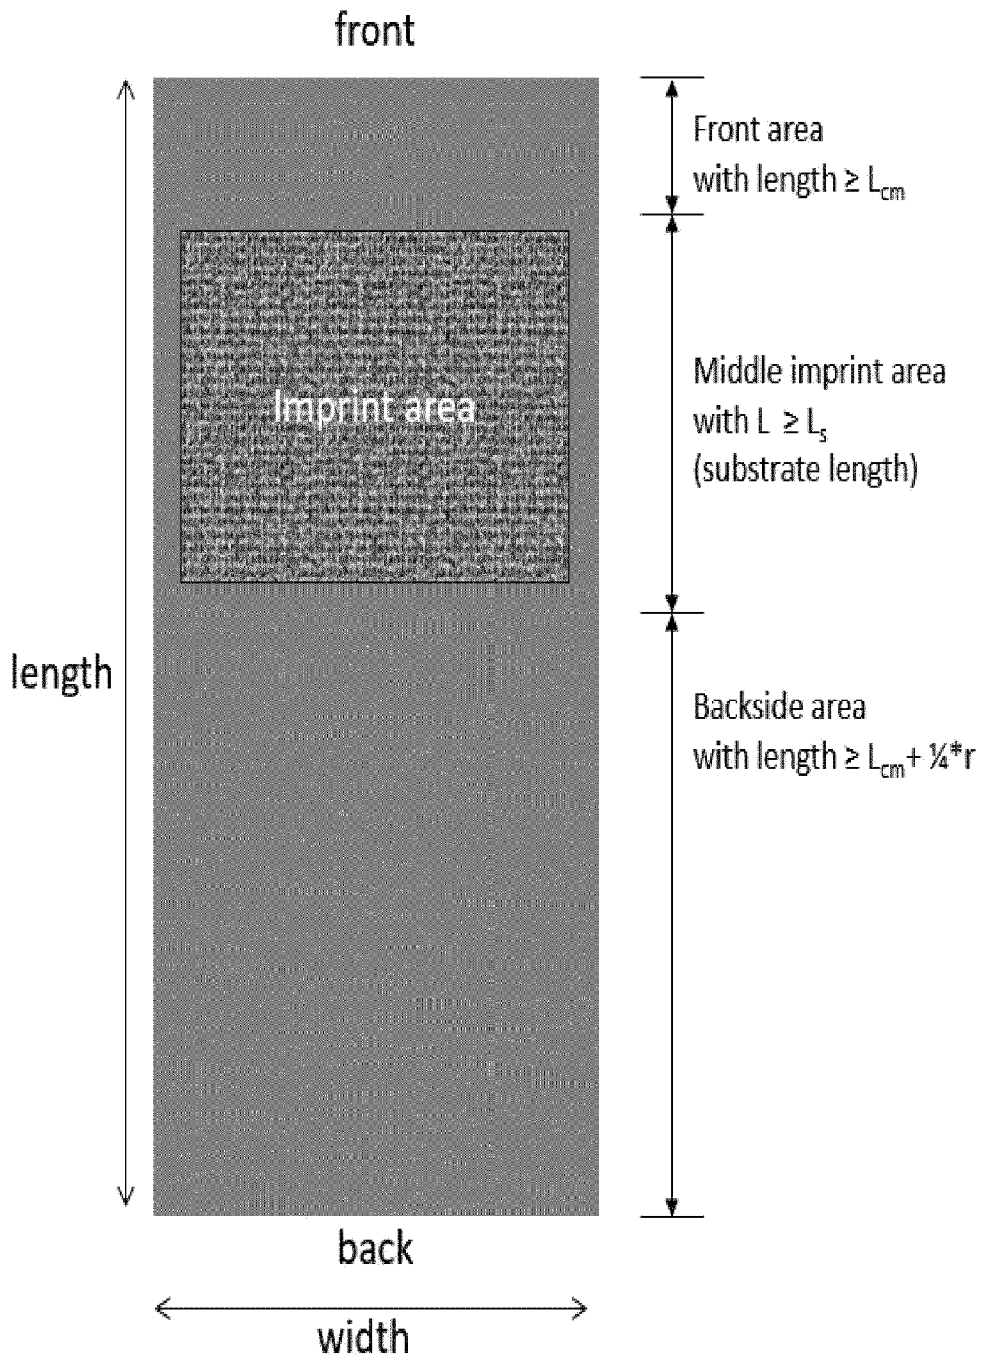 front
Front area
with length ≥ Lcm
Imprint area
Middle imprint area
with L ≥ Ls
(substrate length)
length
Backside area
with length ≥ Lcm+ ¼*r
back
width